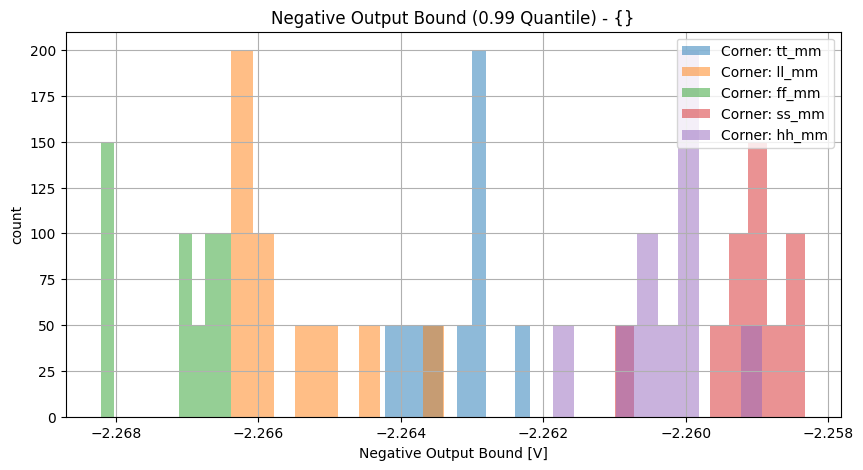 Negative Output Bound (0.99 Quantile) - {}
count
200
175
150
125
100
75
50
25
0
Corner: tt_mm
Corner: ll_mm
Corner: ff_mm
Corner: ss_mm
Corner: hh_mm
−2.268 −2.266 −2.264 −2.262 −2.260 −2.258
Negative Output Bound [V]